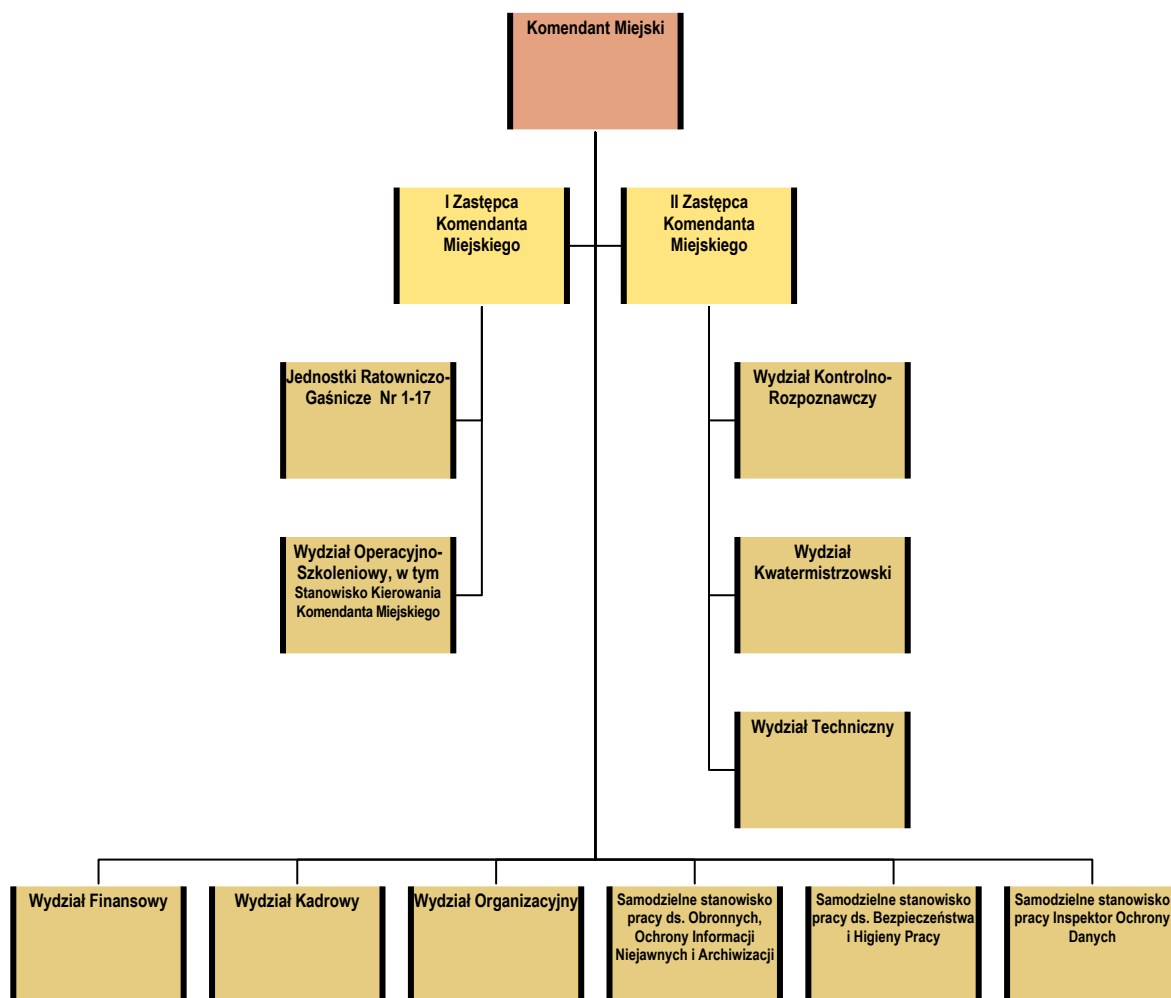 Komendant Miejski
I Zastępca
Komendanta
Miejskiego
II Zastępca
Komendanta
Miejskiego
Jednostki Ratowniczo-
Gaśnicze Nr 1-17
Wydział Kontrolno-
Rozpoznawczy
Wydział Operacyjno-
Szkoleniowy, w tym
Stanowisko Kierowania
Komendanta Miejskiego
Wydział
Kwatermistrzowski
Wydział Techniczny
Wydział Finansowy
Wydział Kadrowy
Wydział Organizacyjny
Samodzielne stanowisko
pracy ds. Obronnych,
Ochrony Informacji
Niejawnych i Archiwizacji
Samodzielne stanowisko
pracy ds. Bezpieczeństwa
i Higieny Pracy
Samodzielne stanowisko
pracy Inspektor Ochrony
Danych